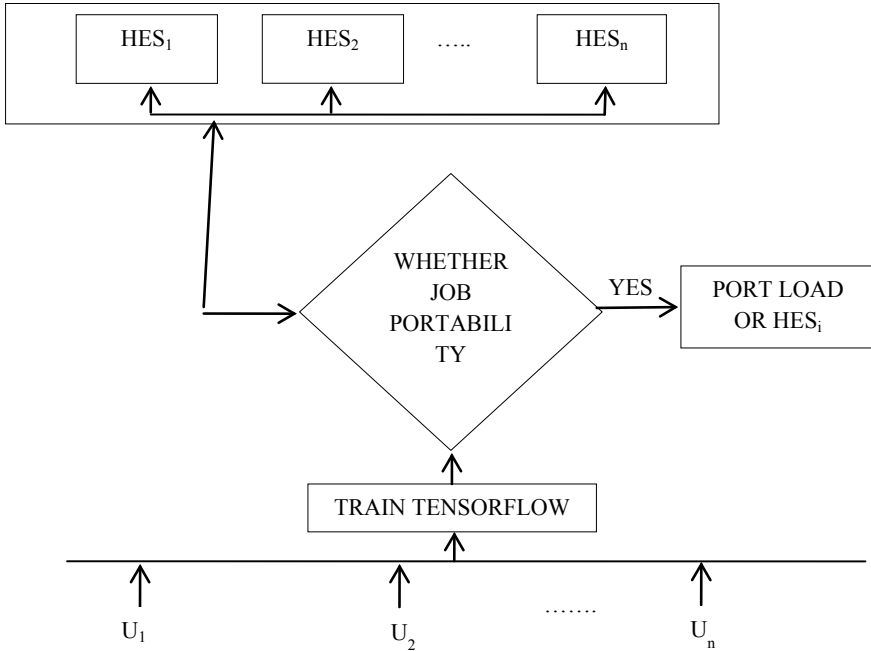 HES₁ HES₂ ….. HESₙ
WHETHER
JOB
PORTABILI
TY
YES
PORT LOAD
OR HESᵢ
TRAIN TENSORFLOW
…….
U₁ U₂ Uₙ